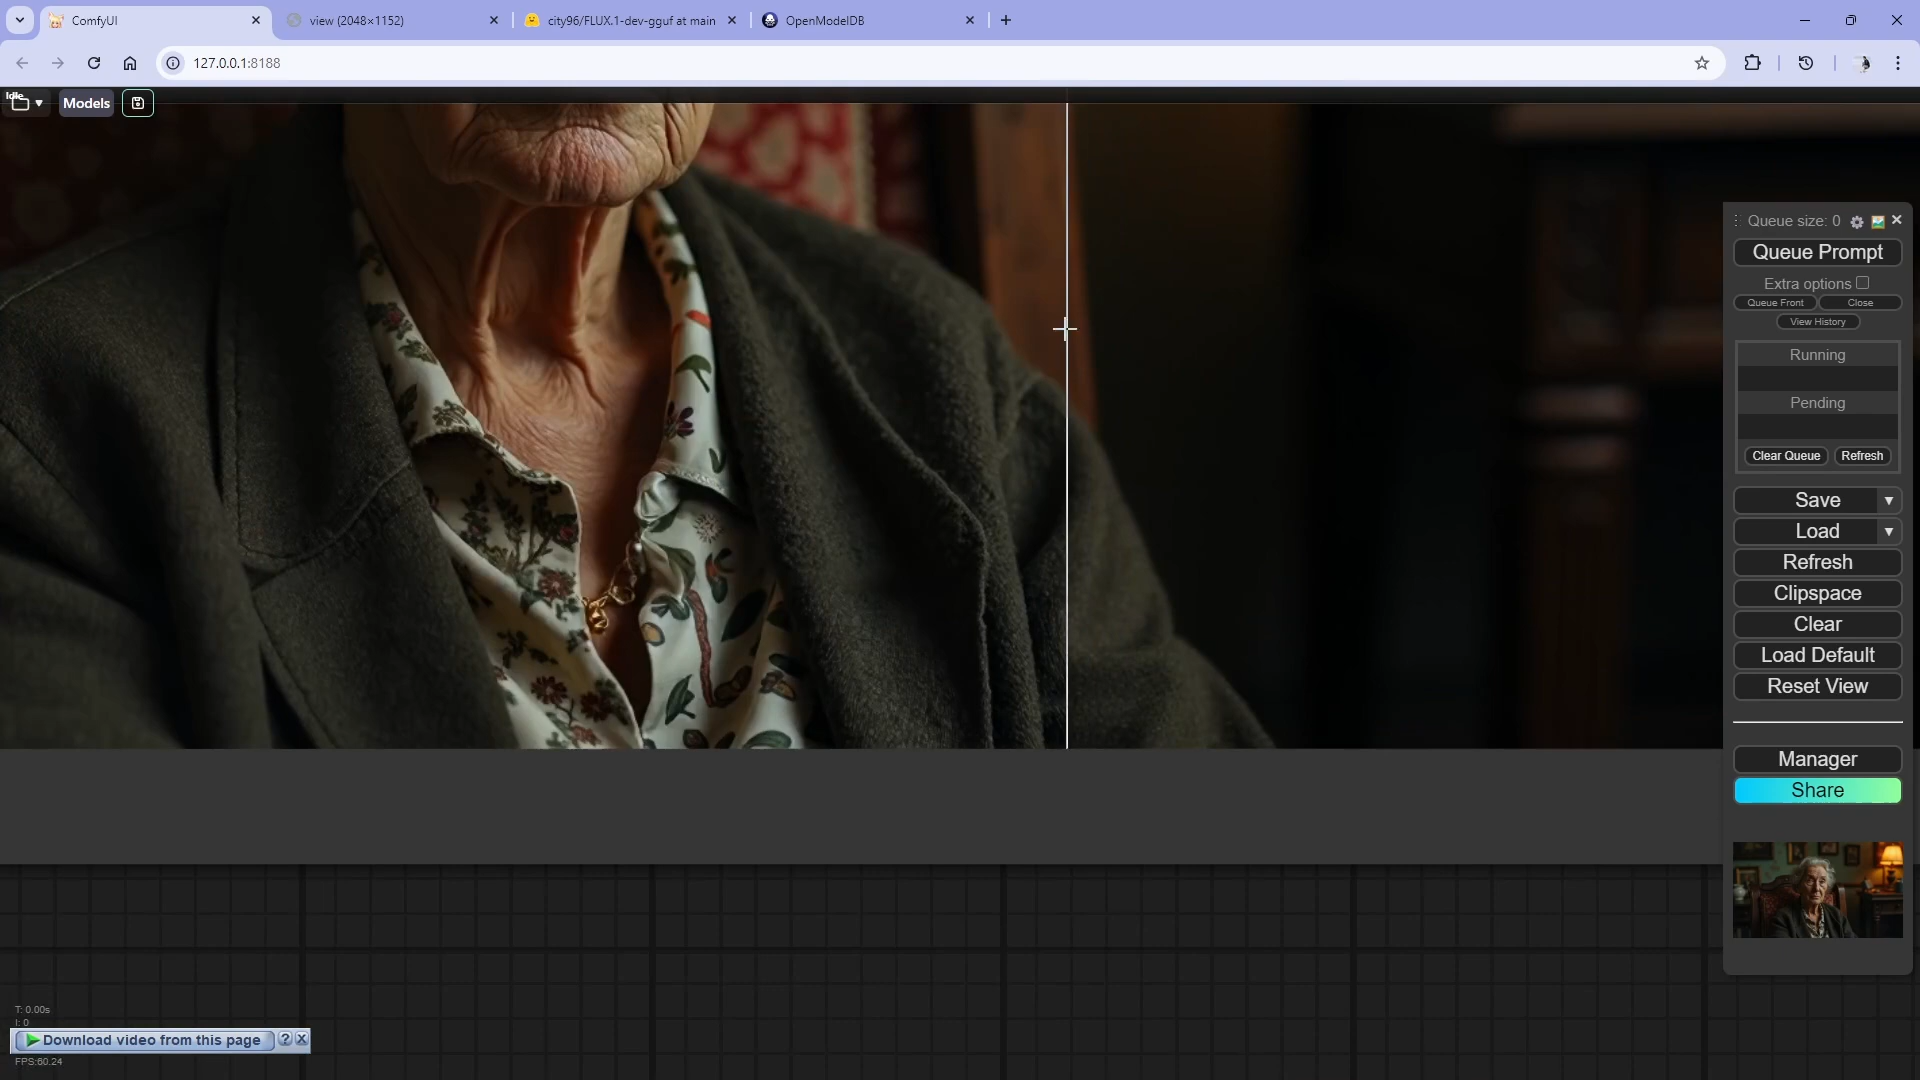 ComfyUI
view (2048×1152)
city96/FLUX.1-dev-gguf at main
OpenModelDB
127.0.0.1:8188
Idle
Models
Queue size: 0
Queue Prompt
Extra options
Queue Front
Close
View History
Running
Pending
Clear Queue
Refresh
Save
Load
Refresh
Clipspace
Clear
Load Default
Reset View
Manager
Share
T: 0.00s
I: 0
Download video from this page
FPS:60.24